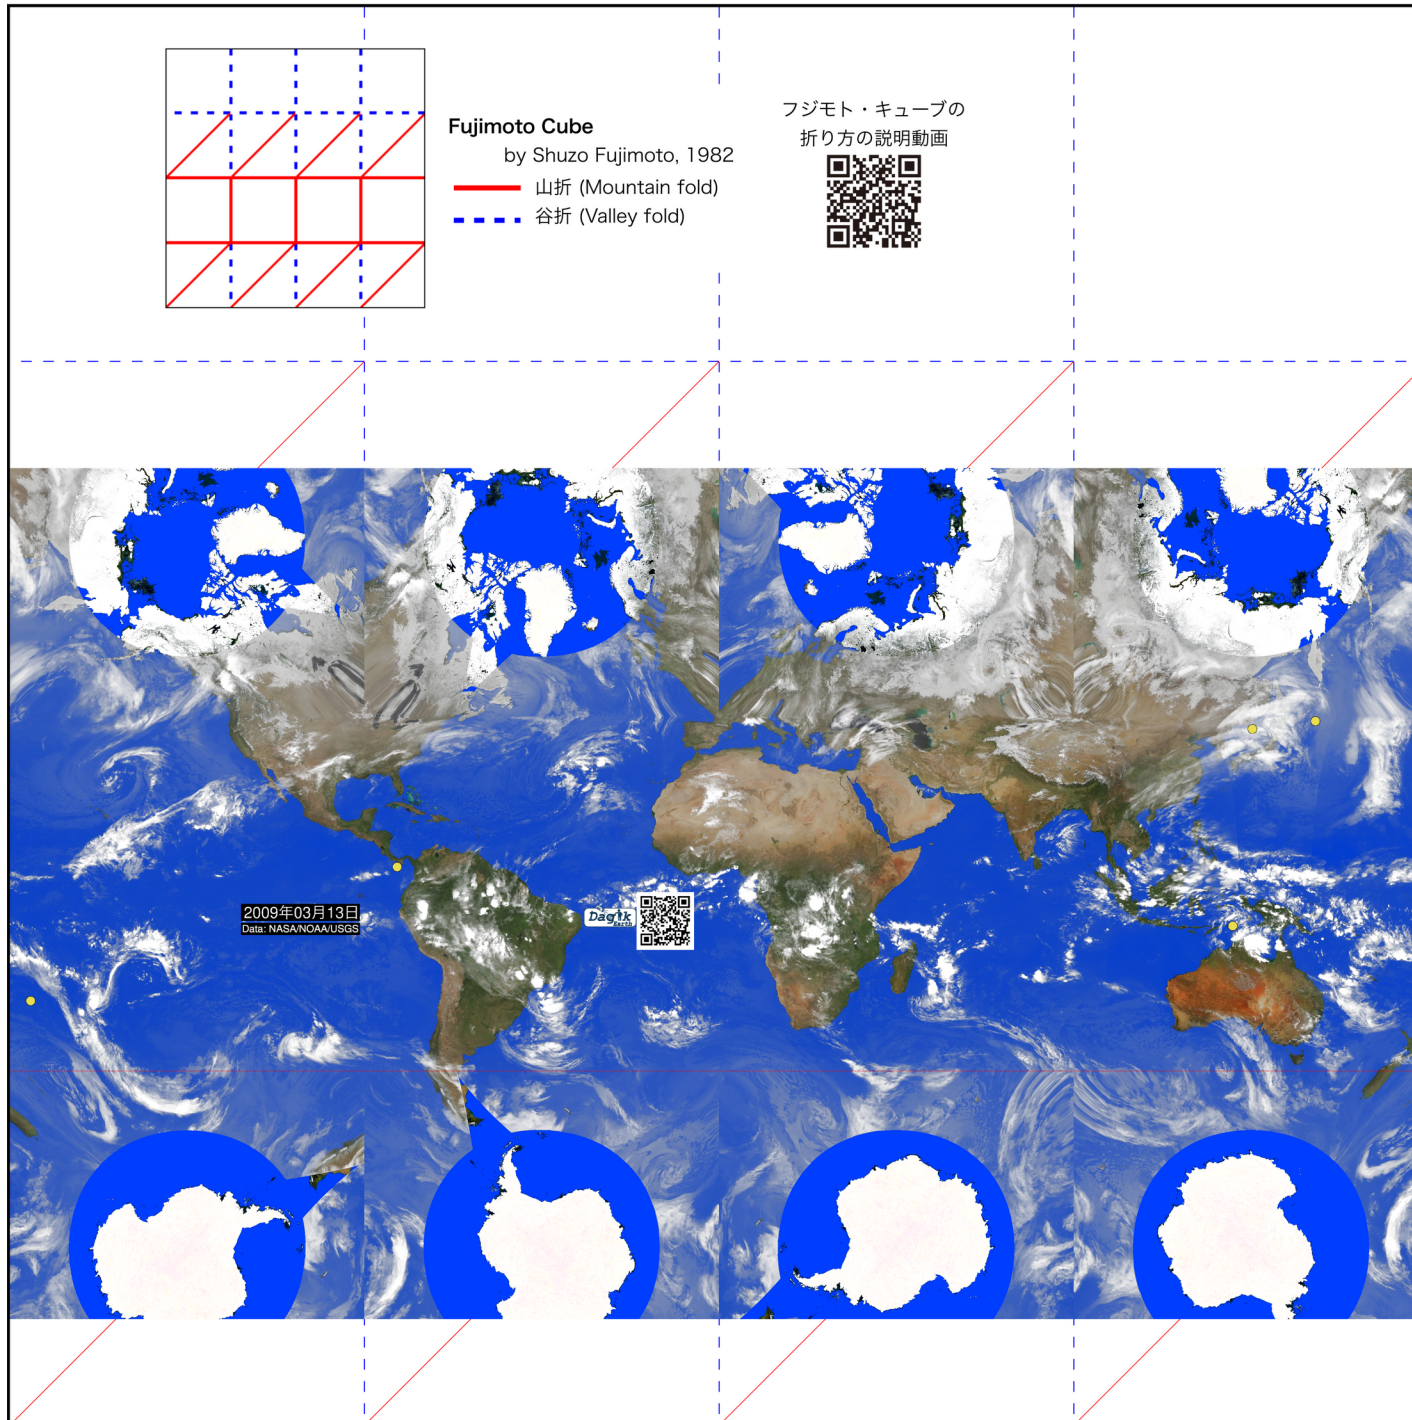 Fujimoto Cube
by Shuzo Fujimoto, 1982
山折 (Mountain fold)
谷折 (Valley fold)
フジモト・キューブの
折り方の説明動画
2009年03月13日
Data: NASA/NOAA/USGS
Dagik
Earth